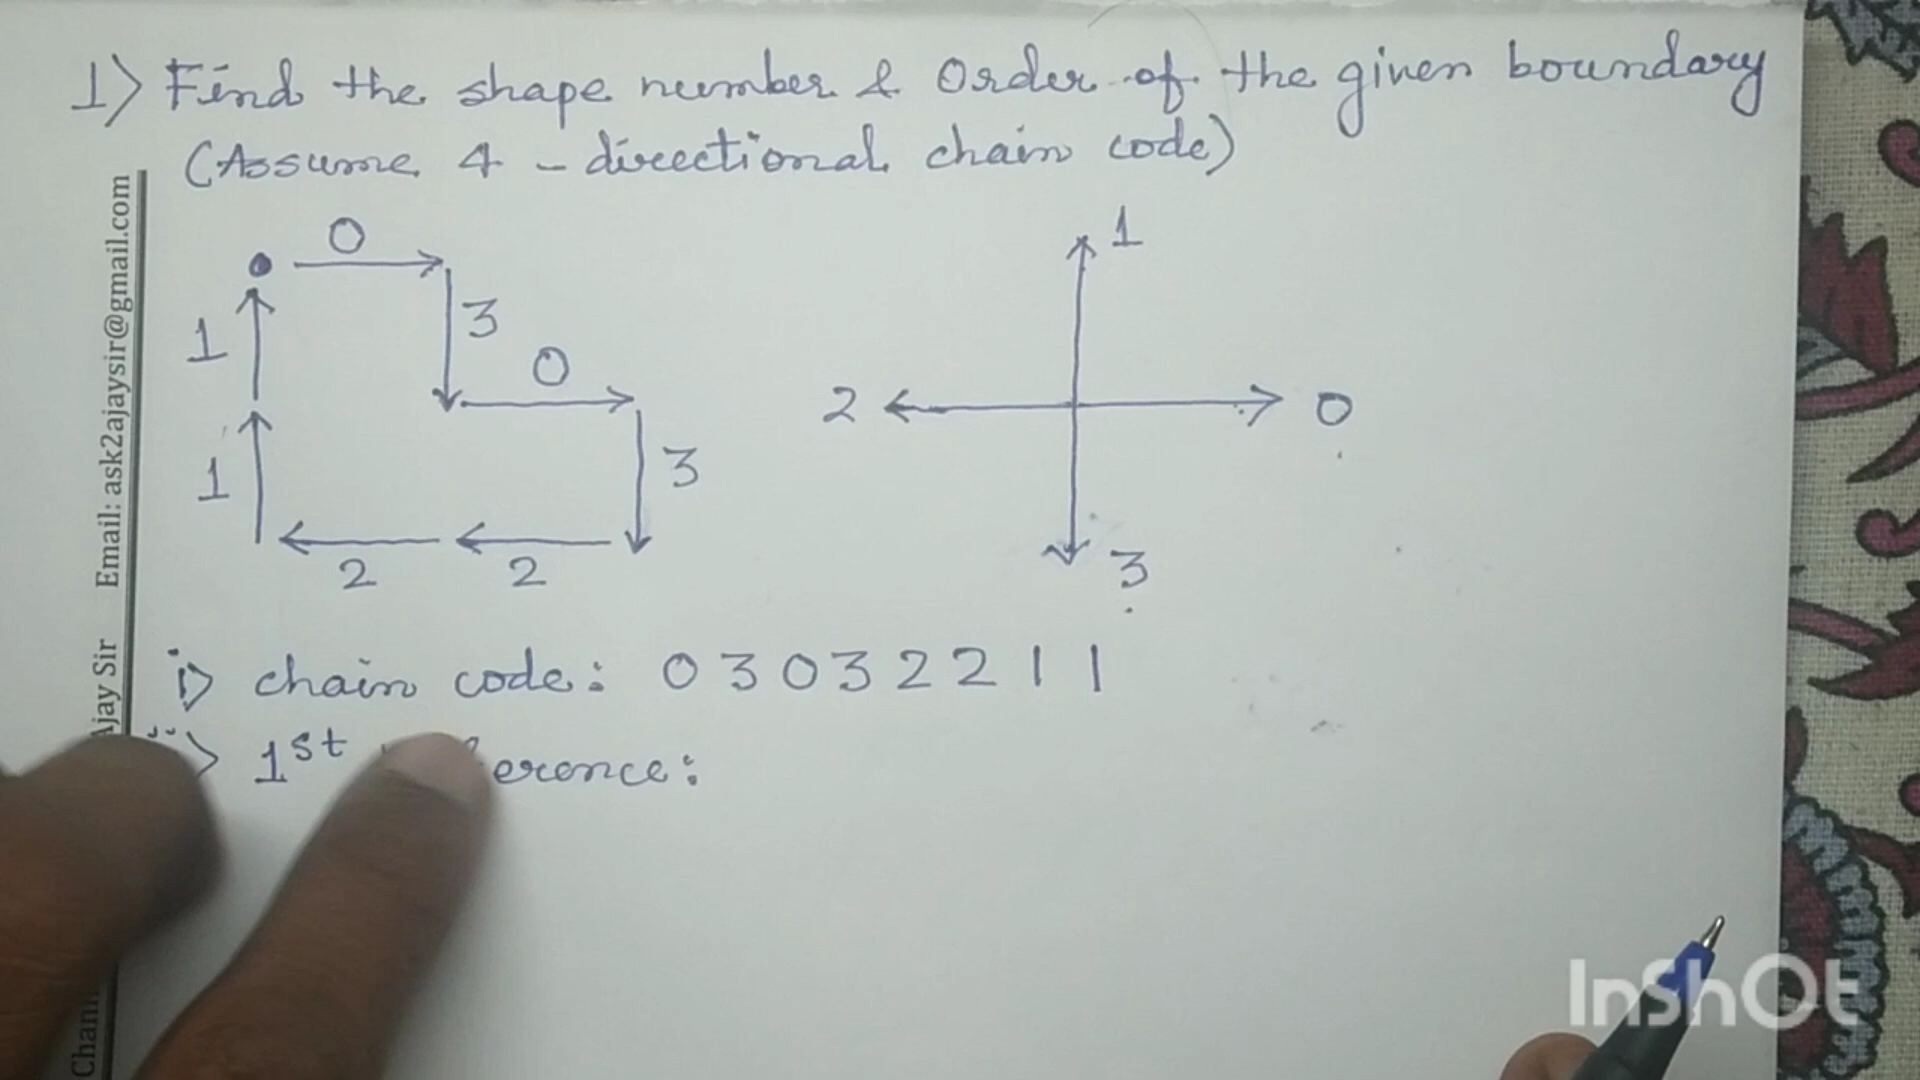 1) Find the shape number & Order of the given boundary
(Assume 4 - directional chain code)
0
1
3
0
1
3
2
2
1
2
0
3
i) chain code: 0 3 0 3 2 2 1 1
1st
Ajay Sir Email: ask2ajaysir@gmail.com
InShOt